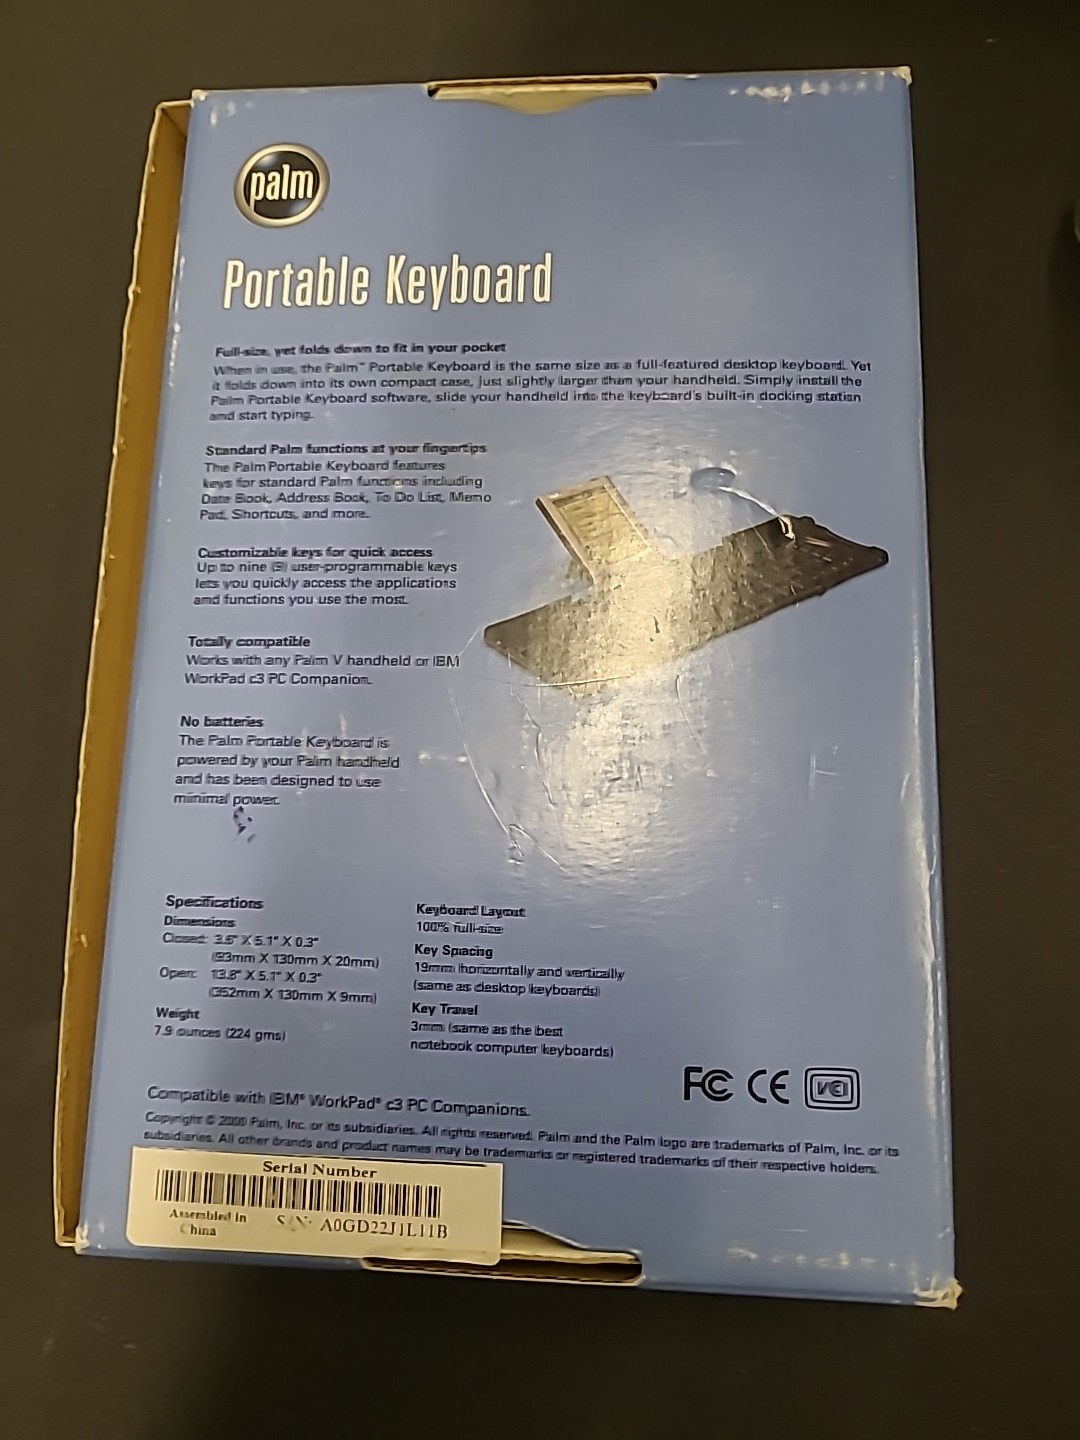 palm
Portable Keyboard
Full-size, yet folds down to fit in your pocket
When in use, the Palm™ Portable Keyboard is the same size as a full-featured desktop keyboard. Yet
it folds down into its own compact case, just slightly larger than your handheld. Simply install the
Palm Portable Keyboard software, slide your handheld into the keyboard's built-in docking station
and start typing.
Standard Palm functions at your fingertips
The Palm Portable Keyboard features
keys for standard Palm functions including
Date Book, Address Book, To Do List, Memo
Pad, Shortcuts, and more.
Customizable keys for quick access
Up to nine (9) user-programmable keys
lets you quickly access the applications
and functions you use the most.
Totally compatible
Works with any Palm V handheld or IBM
WorkPad c3 PC Companion.
No batteries
The Palm Portable Keyboard is
powered by your Palm handheld
and has been designed to use
minimal power.
Specifications
Dimensions
Closed: 3.6" X 5.1" X 0.3"
(93mm X 130mm X 20mm)
Open: 13.8" X 5.1" X 0.3"
(352mm X 130mm X 9mm)
Weight
7.9 ounces (224 gms)
Keyboard Layout
100% full-size
Key Spacing
19mm horizontally and vertically
(same as desktop keyboards)
Key Travel
3mm (same as the best
notebook computer keyboards)
FC CE VCI
Compatible with IBM® WorkPad® c3 PC Companions.
Copyright © 2000 Palm, Inc. or its subsidiaries. All rights reserved. Palm and the Palm logo are trademarks of Palm, Inc. or its
subsidiaries. All other brands and product names may be trademarks or registered trademarks of their respective holders.
Serial Number
Assembled in
China
S/N: A0GD22J1L11B